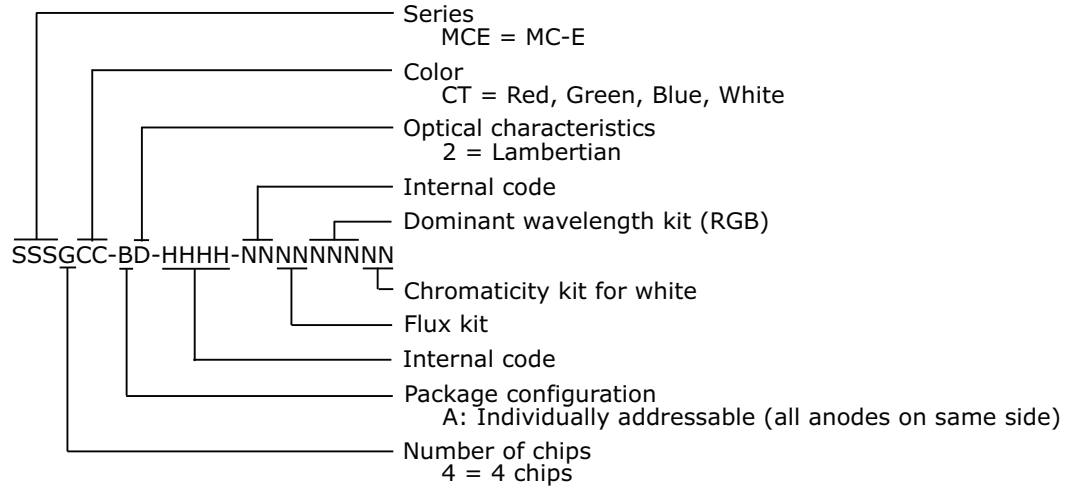 Series
MCE = MC-E
Color
CT = Red, Green, Blue, White
Optical characteristics
2 = Lambertian
Internal code
Dominant wavelength kit (RGB)
SSSGCC-BD-HHHH-NNNNNNNNN
Chromaticity kit for white
Flux kit
Internal code
Package configuration
A: Individually addressable (all anodes on same side)
Number of chips
4 = 4 chips